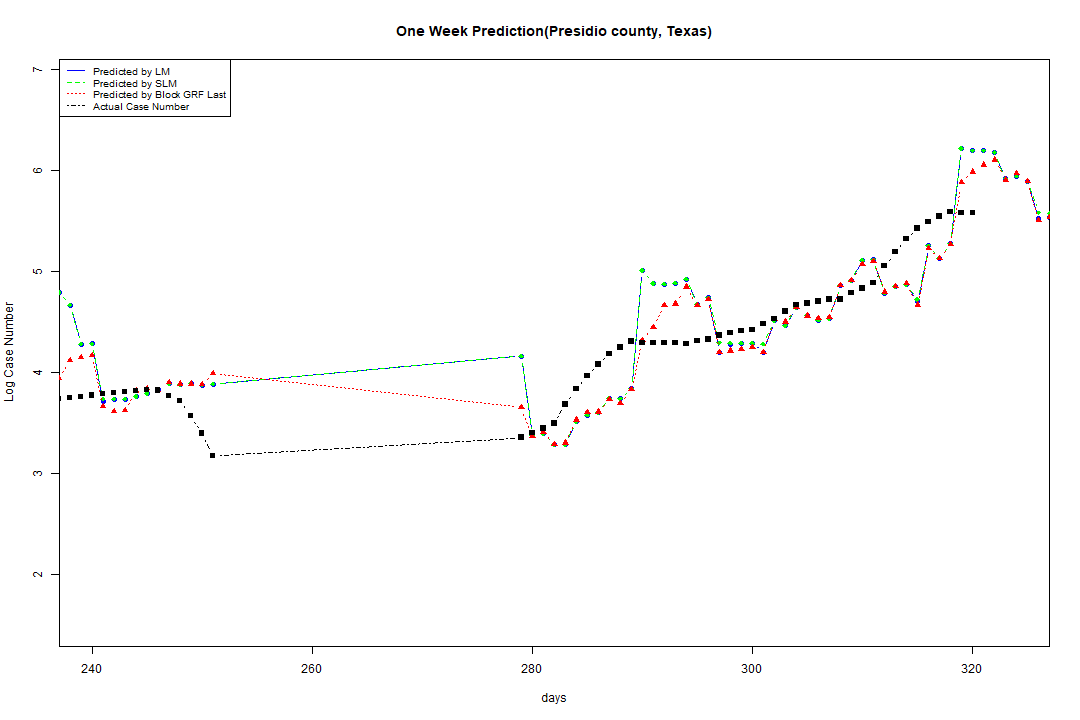 One Week Prediction(Presidio county, Texas)
Predicted by LM
Predicted by SLM
Predicted by Block GRF Last
Actual Case Number
7
6
5
4
3
2
Log Case Number
240 260 280 300 320
days